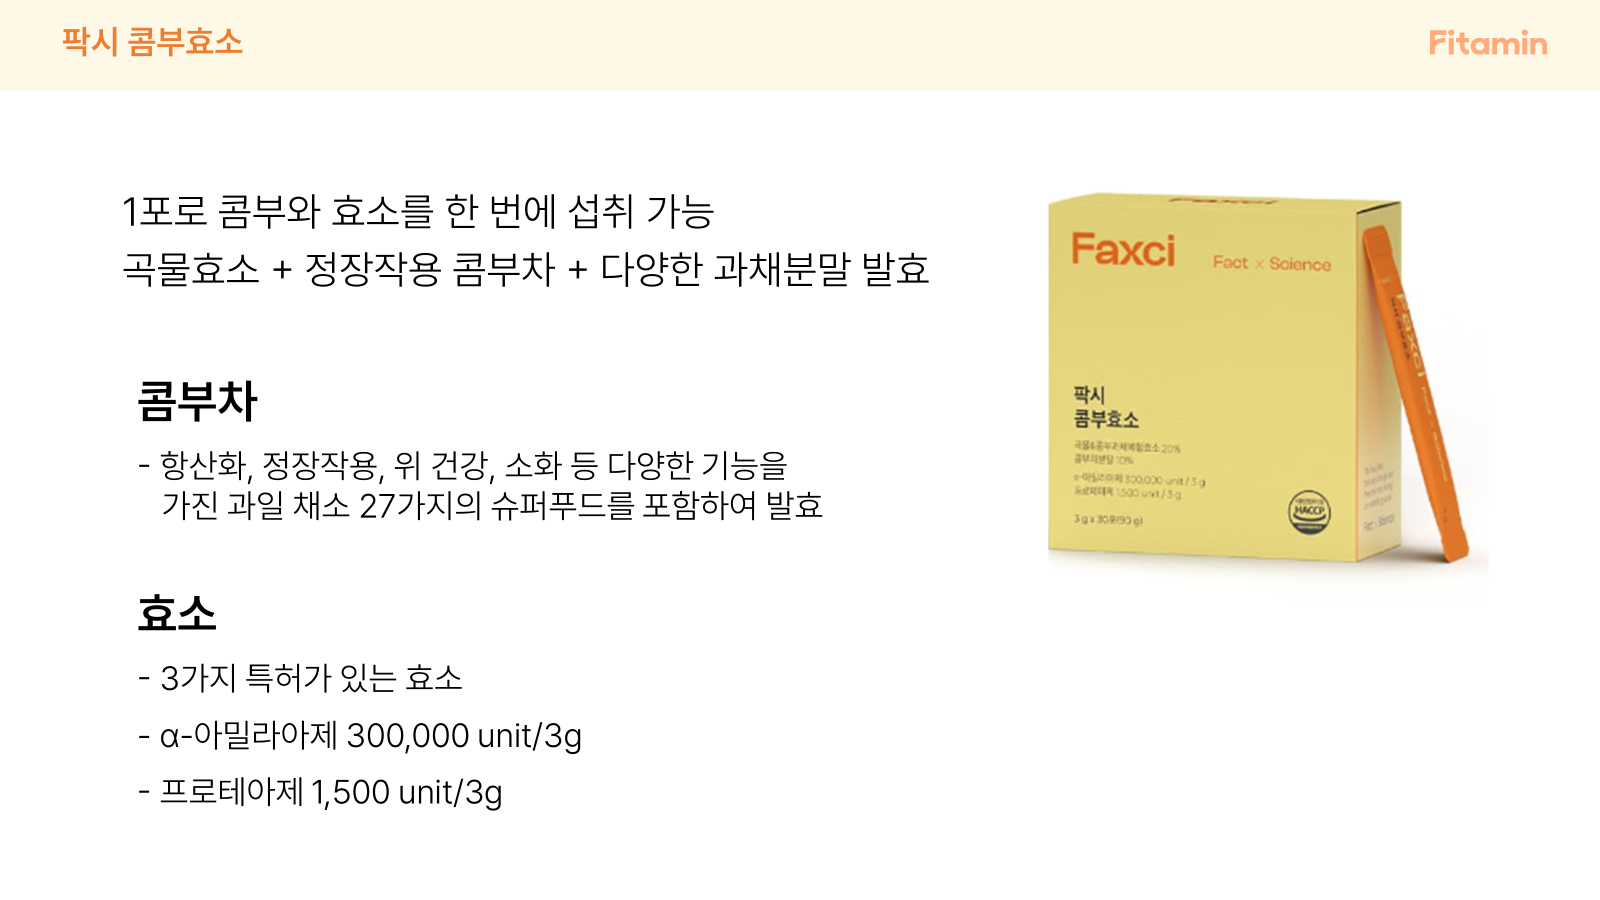 팍시 콤부효소
Fitamin
1포로 콤부와 효소를 한 번에 섭취 가능
곡물효소 + 정장작용 콤부차 + 다양한 과채분말 발효
콤부차
- 항산화, 정장작용, 위 건강, 소화 등 다양한 기능을
가진 과일 채소 27가지의 슈퍼푸드를 포함하여 발효
효소
- 3가지 특허가 있는 효소
- α-아밀라아제 300,000 unit/3g
- 프로테아제 1,500 unit/3g
Faxci
Fact × Science
팍시
콤부효소
곡물&콤부과채복합효소 20%
콤부차분말 10%
α-아밀라아제 300,000 unit / 3 g
프로테아제 1,500 unit / 3 g
3 g x 30포(90 g)
HACCP
Faxci